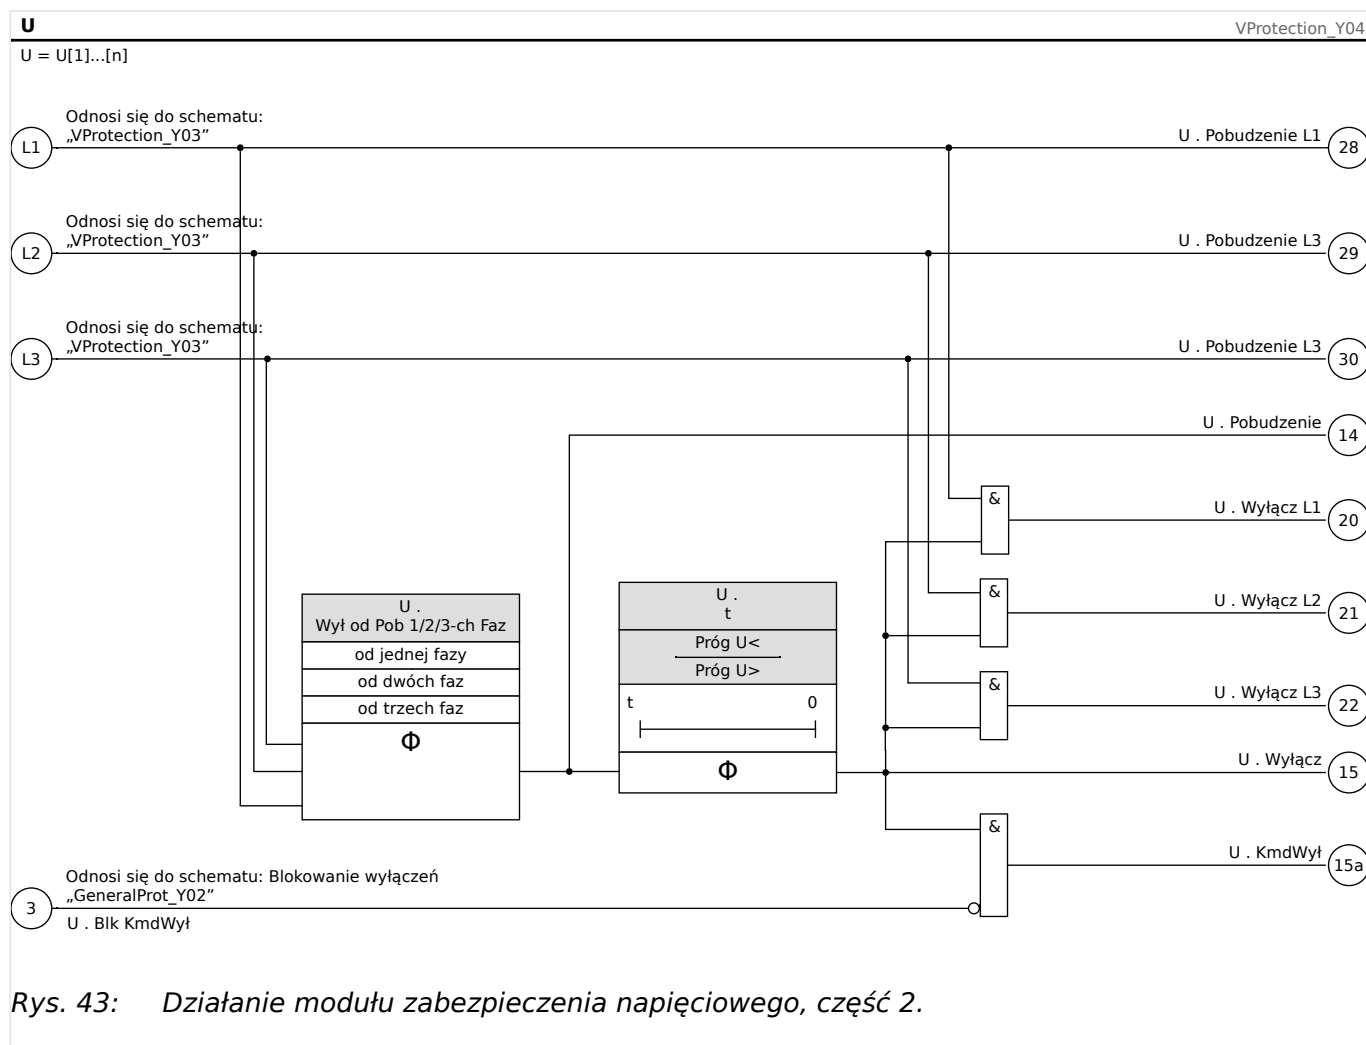 U
VProtection_Y04
U = U[1]...[n]
Odnosi się do schematu:
„VProtection_Y03”
L1
U . Pobudzenie L1
28
Odnosi się do schematu:
„VProtection_Y03”
L2
U . Pobudzenie L3
29
Odnosi się do schematu:
„VProtection_Y03”
L3
U . Pobudzenie L3
30
U . Pobudzenie
14
&
U . Wyłącz L1
20
&
U . Wyłącz L2
21
&
U . Wyłącz L3
22
U .
Wył od Pob 1/2/3-ch Faz
od jednej fazy
od dwóch faz
od trzech faz
Φ
U .
t
Próg U<
Próg U>
t 0
Φ
U . Wyłącz
15
&
U . KmdWył
15a
Odnosi się do schematu: Blokowanie wyłączeń
„GeneralProt_Y02”
3
U . Blk KmdWył
Rys. 43: Działanie modułu zabezpieczenia napięciowego, część 2.